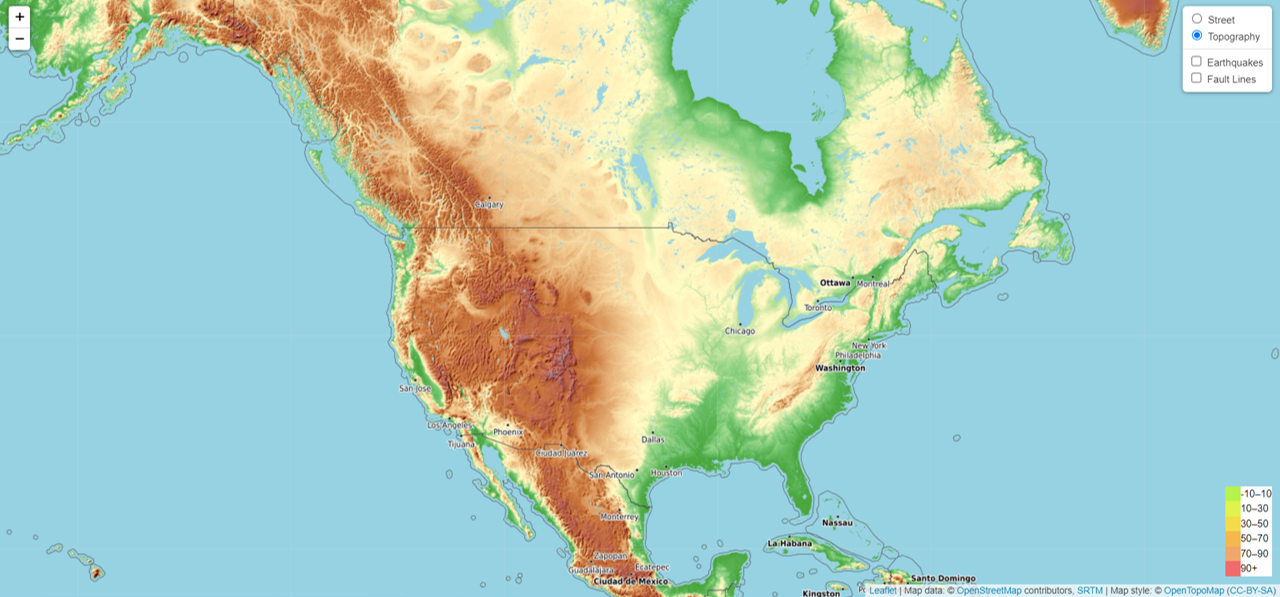 +
−
Street
Topography
Earthquakes
Fault Lines
Calgary
Ottawa
Montreal
Toronto
Chicago
New York
Philadelphia
Washington
San Jose
Los Angeles
Phoenix
Tijuana
Dallas
Ciudad Juárez
San Antonio
Houston
Monterrey
Nassau
La Habana
Zapopan
Guadalajara
Ecatepec
Ciudad de México
Santo Domingo
Kingston
-10–10
10–30
30–50
50–70
70–90
90+
Leaflet | Map data: © OpenStreetMap contributors, SRTM | Map style: © OpenTopoMap (CC-BY-SA)